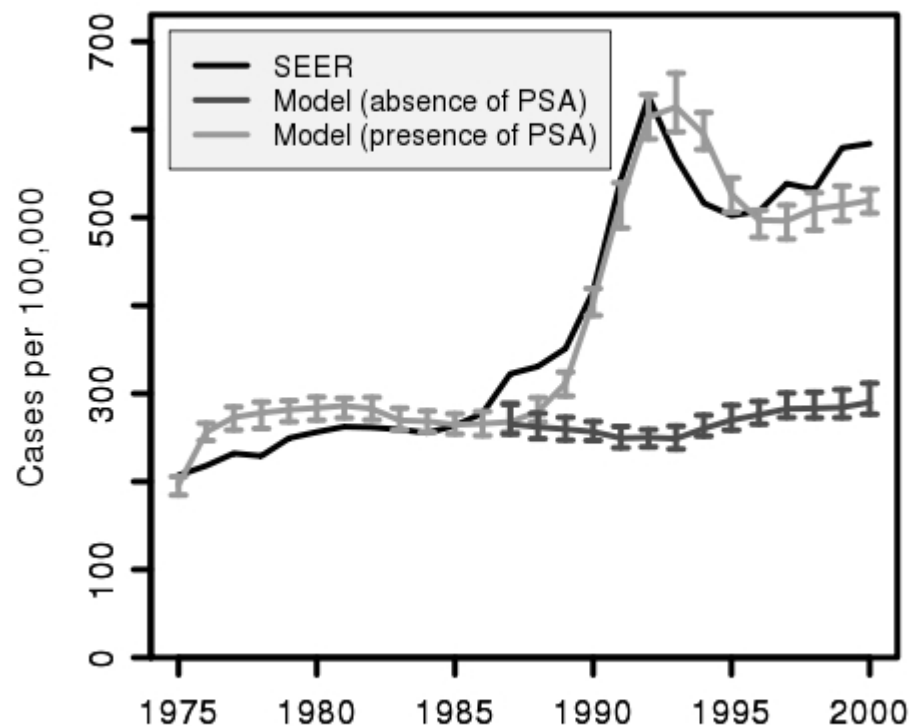 SEER
Model (absence of PSA)
Model (presence of PSA)
Cases per 100,000
700
500
300
100
0
1975 1980 1985 1990 1995 2000